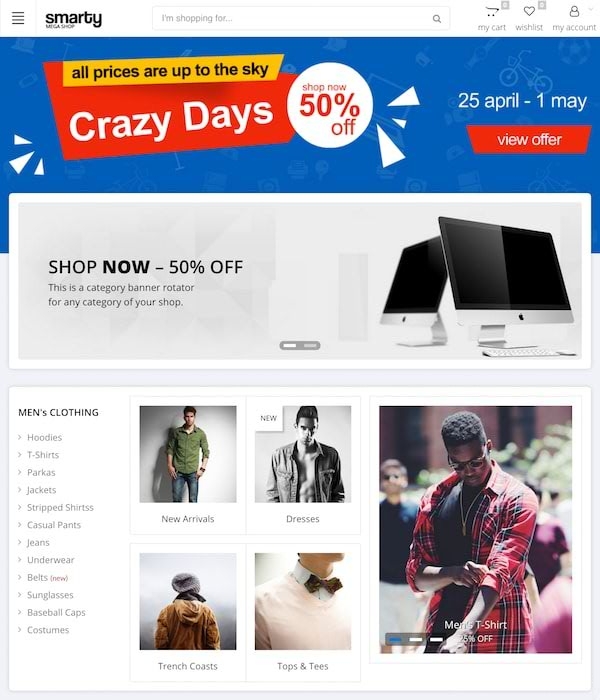 smarty
MEGA SHOP
I'm shopping for...
0
my cart
0
wishlist
my account
all prices are up to the sky
Crazy Days
shop now
50%
off
25 april - 1 may
view offer
SHOP NOW – 50% OFF
This is a category banner rotator
for any category of your shop.
MEN's CLOTHING
Hoodies
T-Shirts
Parkas
Jackets
Stripped Shirtss
Casual Pants
Jeans
Underwear
Belts (new)
Sunglasses
Baseball Caps
Costumes
New Arrivals
NEW
Dresses
Trench Coasts
Tops & Tees
Men's T-Shirt
25% OFF